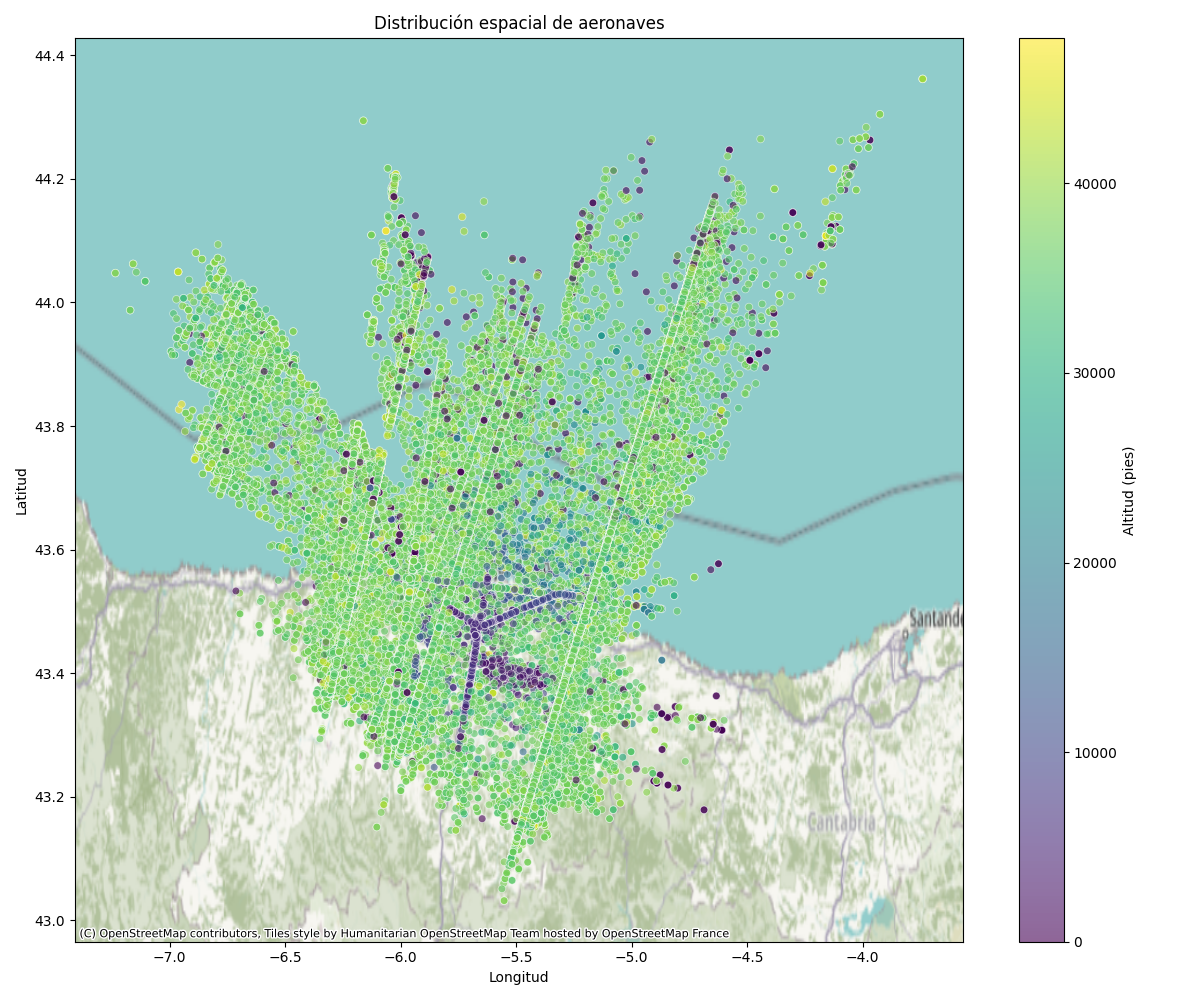 Distribución espacial de aeronaves
44.4
44.2
44.0
43.8
43.6
43.4
43.2
43.0
Latitud
Santande
Cantabria
(C) OpenStreetMap contributors, Tiles style by Humanitarian OpenStreetMap Team hosted by OpenStreetMap France
−7.0 −6.5 −6.0 −5.5 −5.0 −4.5 −4.0
Longitud
40000
30000
20000
10000
0
Altitud (pies)